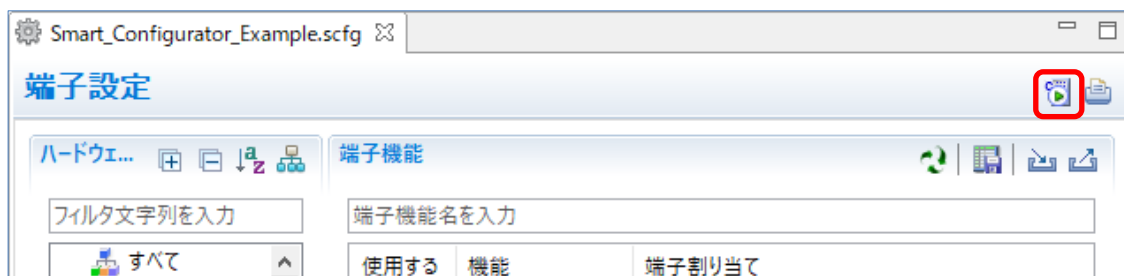 Smart_Configurator_Example.scfg
端子設定
ハードウェ... 端子機能
フィルタ文字列を入力 端子機能名を入力
すべて 使用する 機能 端子割り当て